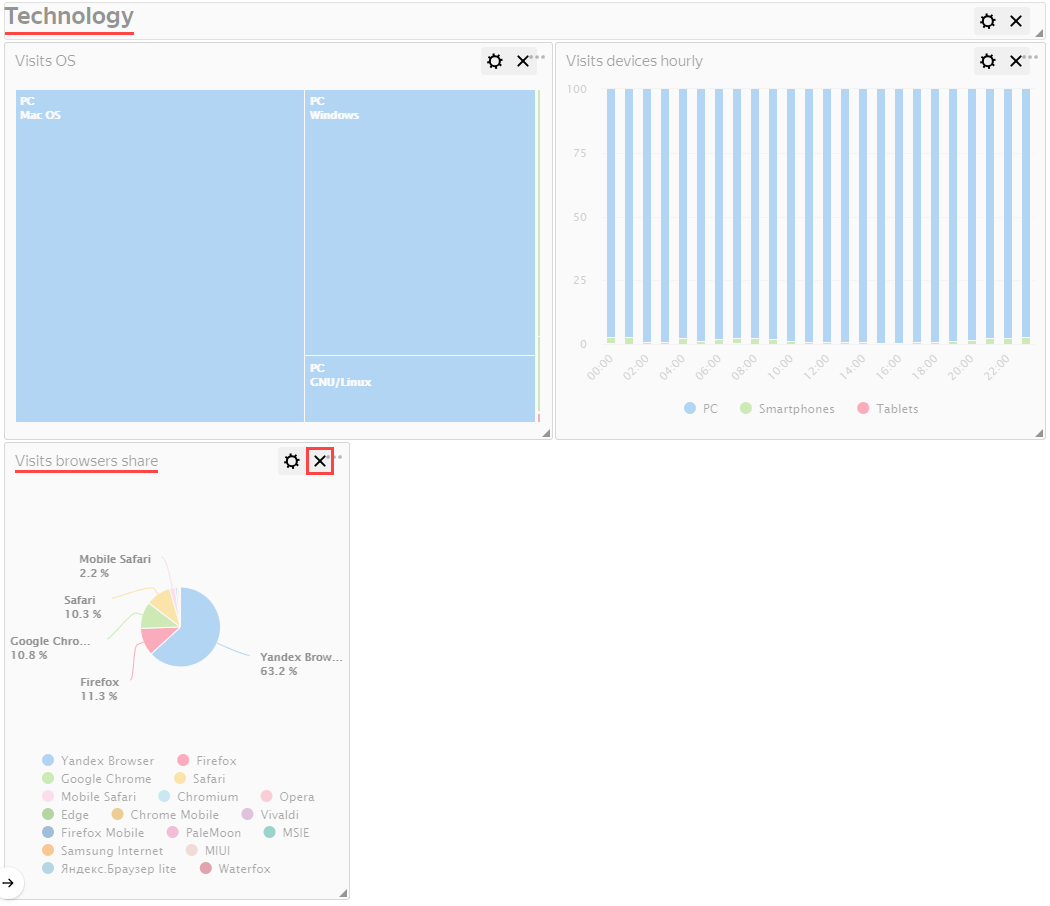 Technology
Visits OS
PC
Mac OS
PC
Windows
PC
GNU/Linux
Visits devices hourly
100
75
50
25
0
00:00 02:00 04:00 06:00 08:00 10:00 12:00 14:00 16:00 18:00 20:00 22:00
PC Smartphones Tablets
Visits browsers share
Mobile Safari
2.2 %
Safari
10.3 %
Google Chro...
10.8 %
Firefox
11.3 %
Yandex Brow...
63.2 %
Yandex Browser Firefox
Google Chrome Safari
Mobile Safari Chromium Opera
Edge Chrome Mobile Vivaldi
Firefox Mobile PaleMoon MSIE
Samsung Internet MIUI
Яндекс.Браузер lite Waterfox